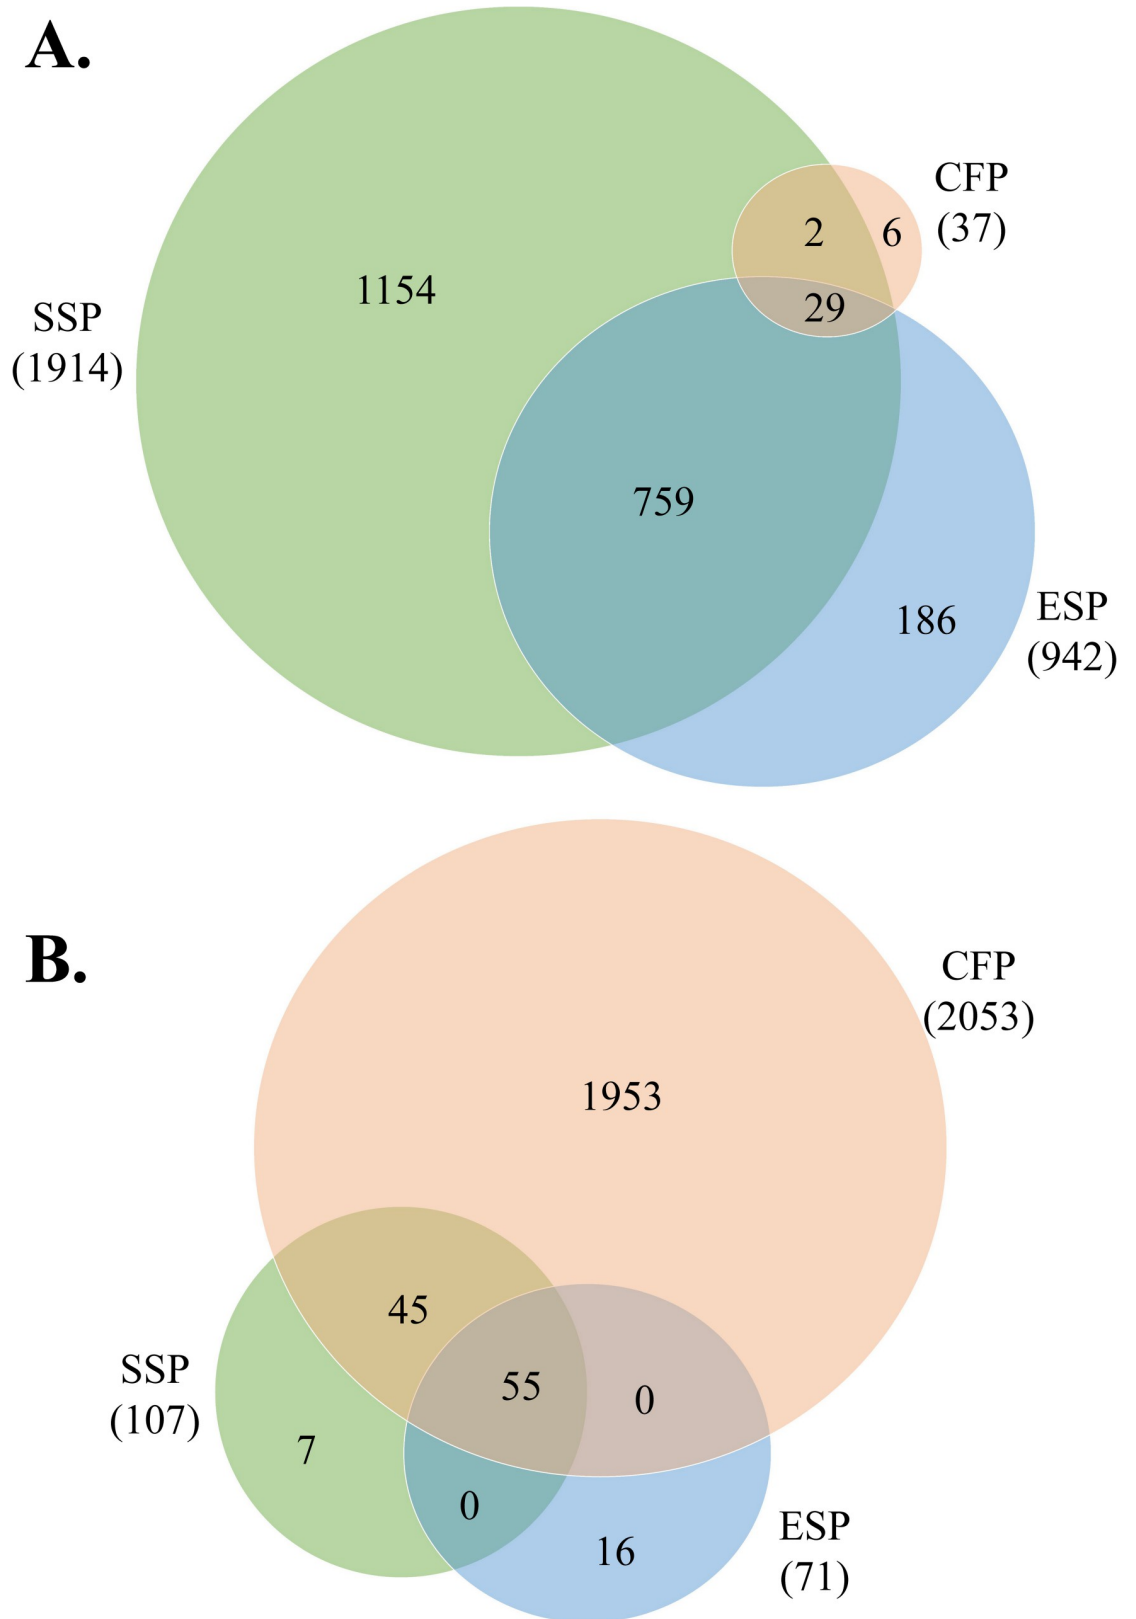 A.
CFP
(37)
2
6
1154
29
SSP
(1914)
759
ESP
(942)
186
B.
CFP
(2053)
1953
45
SSP
(107)
55
0
7
0
ESP
(71)
16